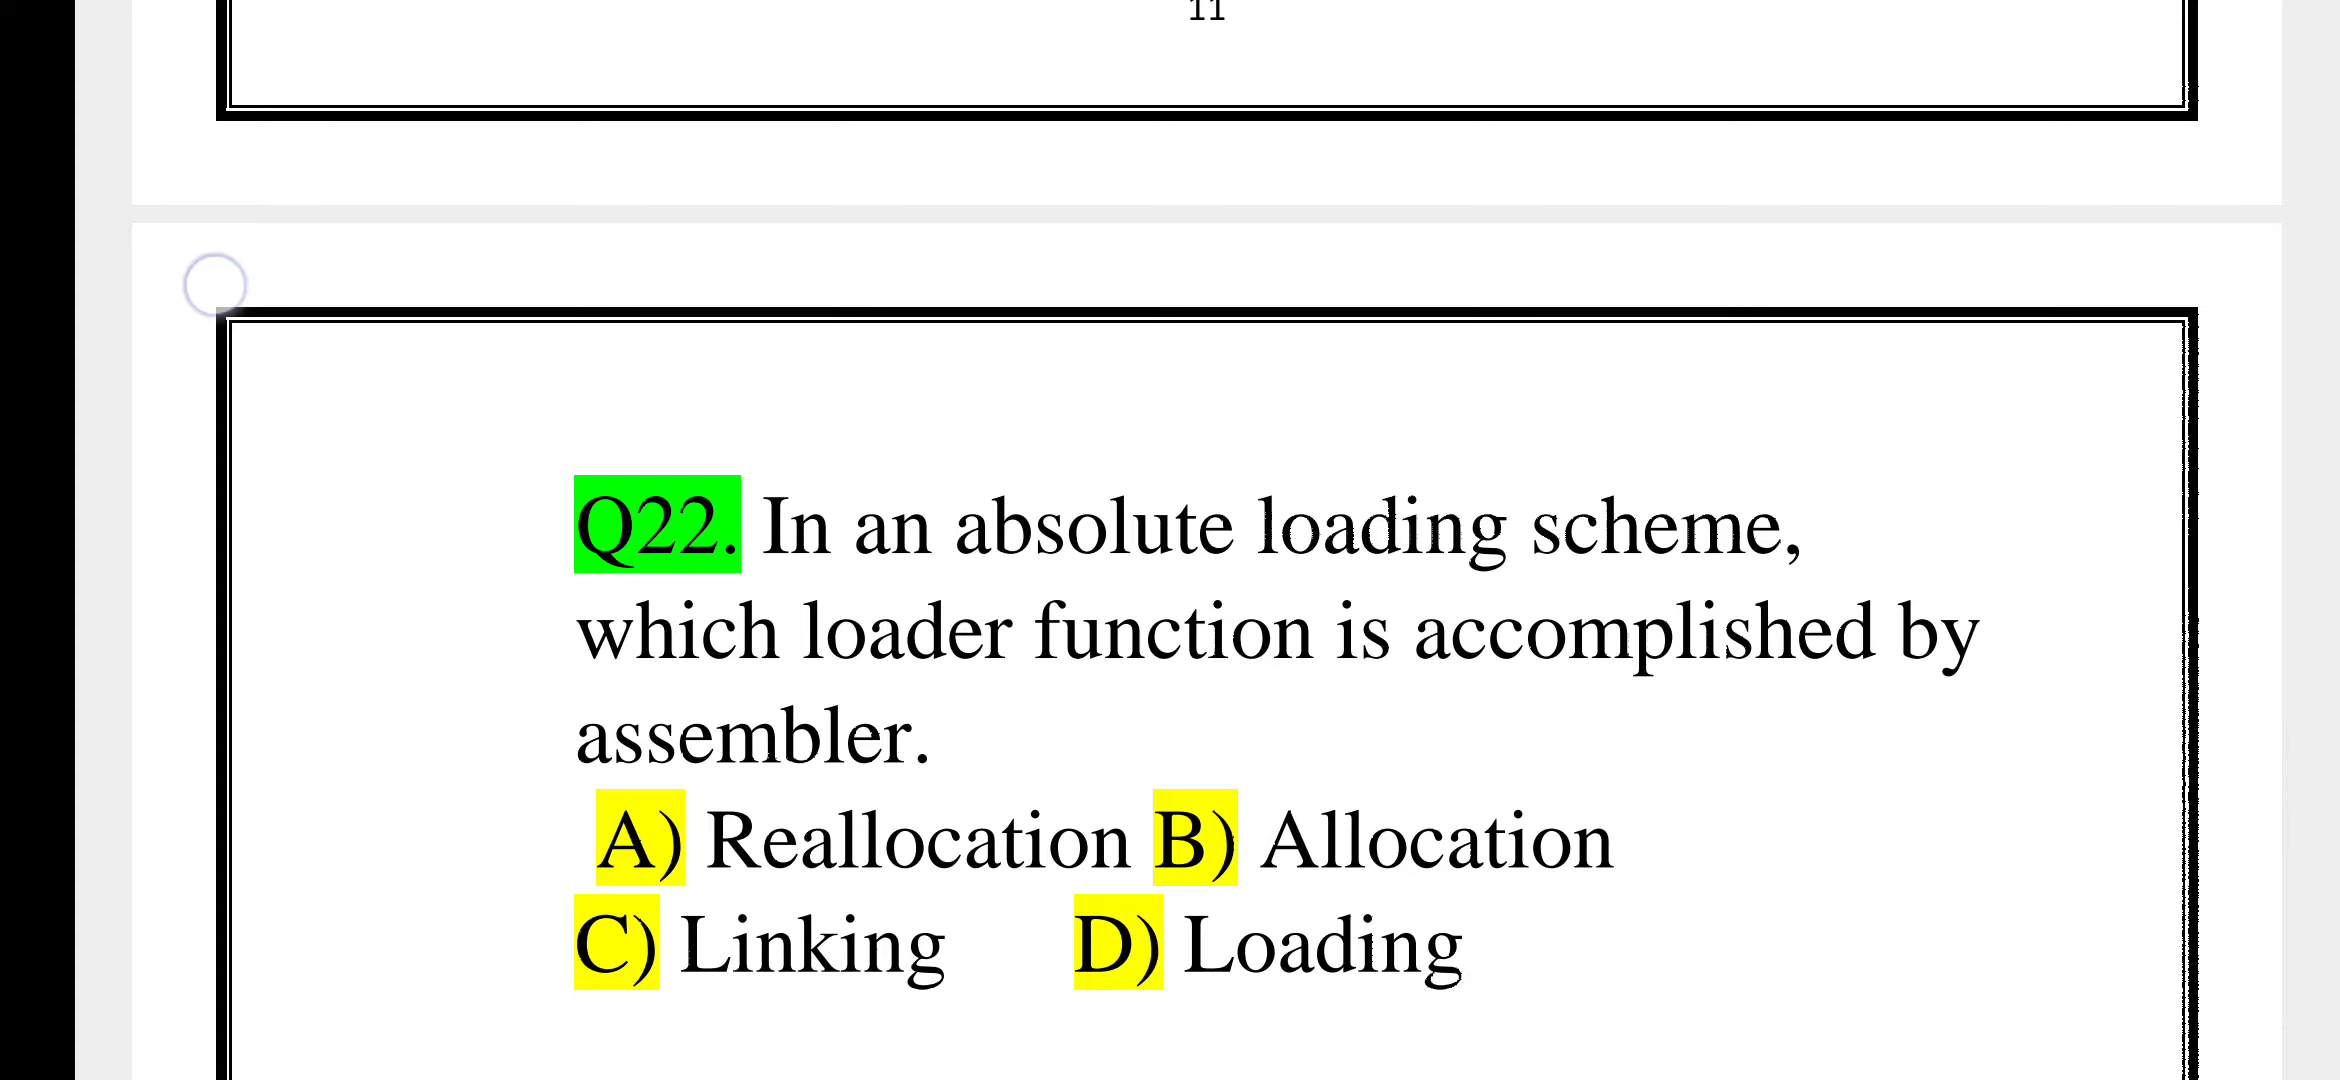 11
Q22. In an absolute loading scheme,
which loader function is accomplished by
assembler.
A) Reallocation B) Allocation
C) Linking D) Loading